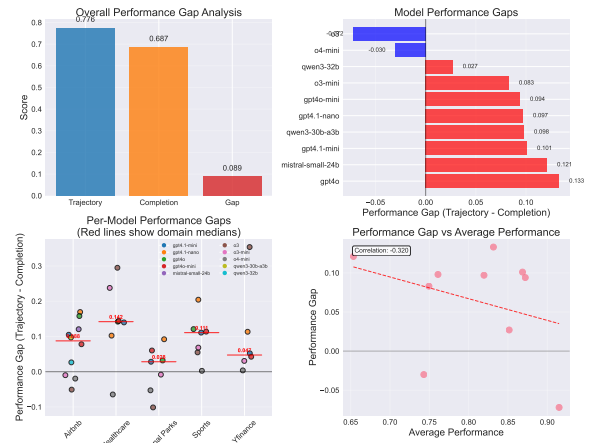 Overall Performance Gap Analysis
0.776
0.687
0.089
0.8
0.7
0.6
0.5
0.4
0.3
0.2
0.1
0.0
Score
Trajectory Completion Gap
Model Performance Gaps
o3
o4-mini
-0.030
qwen3-32b
0.027
o3-mini
0.083
gpt4o-mini
0.094
gpt4.1-nano
0.097
qwen3-30b-a3b
0.098
gpt4.1-mini
0.101
mistral-small-24b
0.121
gpt4o
0.133
−0.05 0.00 0.05 0.10
Performance Gap (Trajectory - Completion)
Per-Model Performance Gaps
(Red lines show domain medians)
gpt4.1-mini
gpt4.1-nano
gpt4o
gpt4o-mini
mistral-small-24b
o3
o3-mini
o4-mini
qwen3-30b-a3b
qwen3-32b
0.3
0.2
0.1
0.0
−0.1
Performance Gap (Trajectory - Completion)
Airbnb
ealthcare
nal Parks
Sports
Yfinance
Performance Gap vs Average Performance
Correlation: -0.320
0.10
0.05
0.00
−0.05
Performance Gap
0.65 0.70 0.75 0.80 0.85 0.90
Average Performance